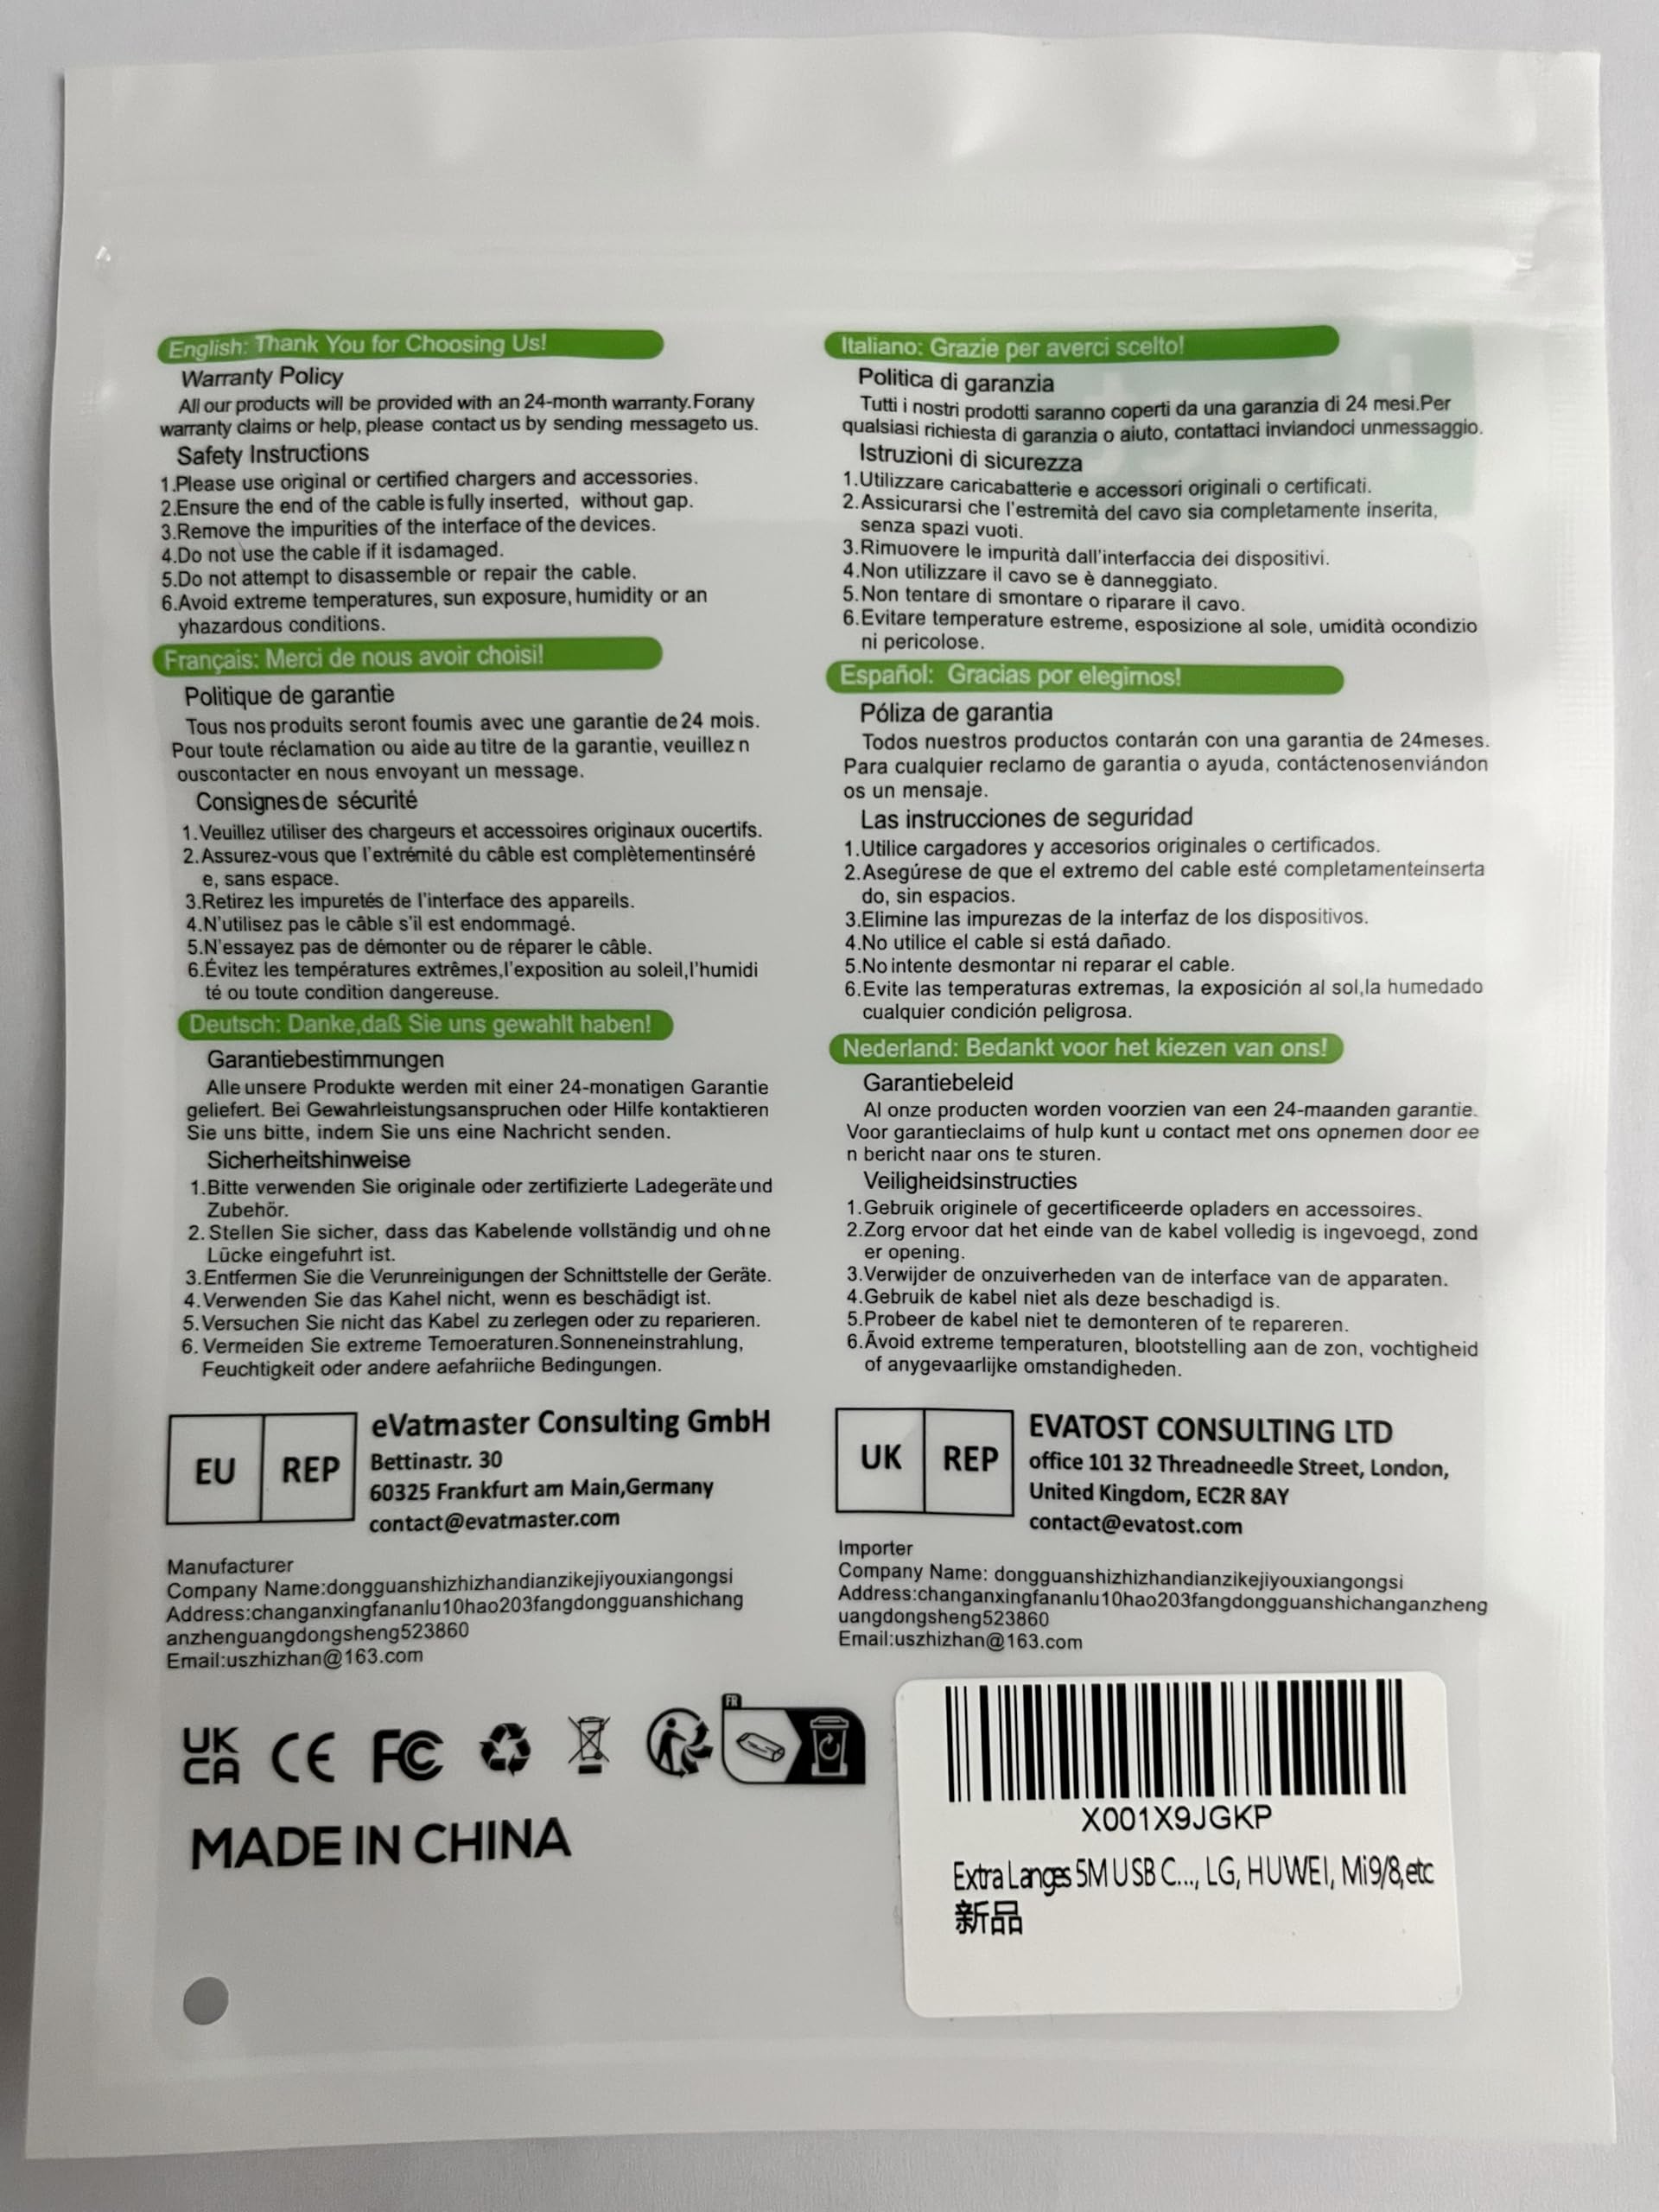 English: Thank You for Choosing Us!
Warranty Policy
All our products will be provided with an 24-month warranty.Forany
warranty claims or help, please contact us by sending messageto us.
Safety Instructions
1.Please use original or certified chargers and accessories.
2.Ensure the end of the cable is fully inserted, without gap.
3.Remove the impurities of the interface of the devices.
4.Do not use the cable if it isdamaged.
5.Do not attempt to disassemble or repair the cable.
6.Avoid extreme temperatures, sun exposure, humidity or an
yhazardous conditions.
Français: Merci de nous avoir choisi!
Politique de garantie
Tous nos produits seront foumis avec une garantie de 24 mois.
Pour toute réclamation ou aide au titre de la garantie, veuillez n
ouscontacter en nous envoyant un message.
Consignes de sécurité
1.Veuillez utiliser des chargeurs et accessoires originaux oucertifs.
2.Assurez-vous que l'extrémité du câble est complètementinséré
e, sans espace.
3.Retirez les impuretés de l'interface des appareils.
4.N'utilisez pas le câble s'il est endommagé.
5.N'essayez pas de démonter ou de réparer le câble.
6.Évitez les températures extrêmes,l'exposition au soleil,l'humidi
té ou toute condition dangereuse.
Deutsch: Danke,daß Sie uns gewahlt haben!
Garantiebestimmungen
Alle unsere Produkte werden mit einer 24-monatigen Garantie
geliefert. Bei Gewahrleistungsanspruchen oder Hilfe kontaktieren
Sie uns bitte, indem Sie uns eine Nachricht senden.
Sicherheitshinweise
1.Bitte verwenden Sie originale oder zertifizierte Ladegeräte und
Zubehör.
2. Stellen Sie sicher, dass das Kabelende vollständig und ohne
Lücke eingefuhrt ist.
3.Entfermen Sie die Verunreinigungen der Schnittstelle der Geräte.
4.Verwenden Sie das Kahel nicht, wenn es beschädigt ist.
5.Versuchen Sie nicht das Kabel zu zerlegen oder zu reparieren.
6. Vermeiden Sie extreme Temoeraturen.Sonneneinstrahlung,
Feuchtigkeit oder andere aefahriiche Bedingungen.
Italiano: Grazie per averci scelto!
Politica di garanzia
Tutti i nostri prodotti saranno coperti da una garanzia di 24 mesi.Per
qualsiasi richiesta di garanzia o aiuto, contattaci inviandoci unmessaggio.
Istruzioni di sicurezza
1.Utilizzare caricabatterie e accessori originali o certificati.
2.Assicurarsi che l'estremità del cavo sia completamente inserita,
senza spazi vuoti.
3.Rimuovere le impurità dall'interfaccia dei dispositivi.
4.Non utilizzare il cavo se è danneggiato.
5.Non tentare di smontare o riparare il cavo.
6.Evitare temperature estreme, esposizione al sole, umidità ocondizio
ni pericolose.
Español: Gracias por elegirnos!
Póliza de garantia
Todos nuestros productos contarán con una garantia de 24meses.
Para cualquier reclamo de garantia o ayuda, contáctenosenviándon
os un mensaje.
Las instrucciones de seguridad
1.Utilice cargadores y accesorios originales o certificados.
2.Asegúrese de que el extremo del cable esté completamenteinserta
do, sin espacios.
3.Elimine las impurezas de la interfaz de los dispositivos.
4.No utilice el cable si está dañado.
5.No intente desmontar ni reparar el cable.
6.Evite las temperaturas extremas, la exposición al sol,la humedado
cualquier condición peligrosa.
Nederland: Bedankt voor het kiezen van ons!
Garantiebeleid
Al onze producten worden voorzien van een 24-maanden garantie.
Voor garantieclaims of hulp kunt u contact met ons opnemen door ee
n bericht naar ons te sturen.
Veiligheidsinstructies
1.Gebruik originele of gecertificeerde opladers en accessoires.
2.Zorg ervoor dat het einde van de kabel volledig is ingevoegd, zond
er opening.
3.Verwijder de onzuiverheden van de interface van de apparaten.
4.Gebruik de kabel niet als deze beschadigd is.
5.Probeer de kabel niet te demonteren of te repareren.
6.Āvoid extreme temperaturen, blootstelling aan de zon, vochtigheid
of anygevaarlijke omstandigheden.
EU REP
eVatmaster Consulting GmbH
Bettinastr. 30
60325 Frankfurt am Main,Germany
contact@evatmaster.com
UK REP
EVATOST CONSULTING LTD
office 101 32 Threadneedle Street, London,
United Kingdom, EC2R 8AY
contact@evatost.com
Manufacturer
Company Name:dongguanshizhizhandianzikejiyouxiangongsi
Address:changanxingfananlu10hao203fangdongguanshichang
anzhenguangdongsheng523860
Email:uszhizhan@163.com
Importer
Company Name: dongguanshizhizhandianzikejiyouxiangongsi
Address:changanxingfananlu10hao203fangdongguanshichanganzheng
uangdongsheng523860
Email:uszhizhan@163.com
UK
CA
CE
FC
FR
MADE IN CHINA
X001X9JGKP
Extra Langes 5M USB C..., LG, HUWEI, Mi9/8,etc
新品